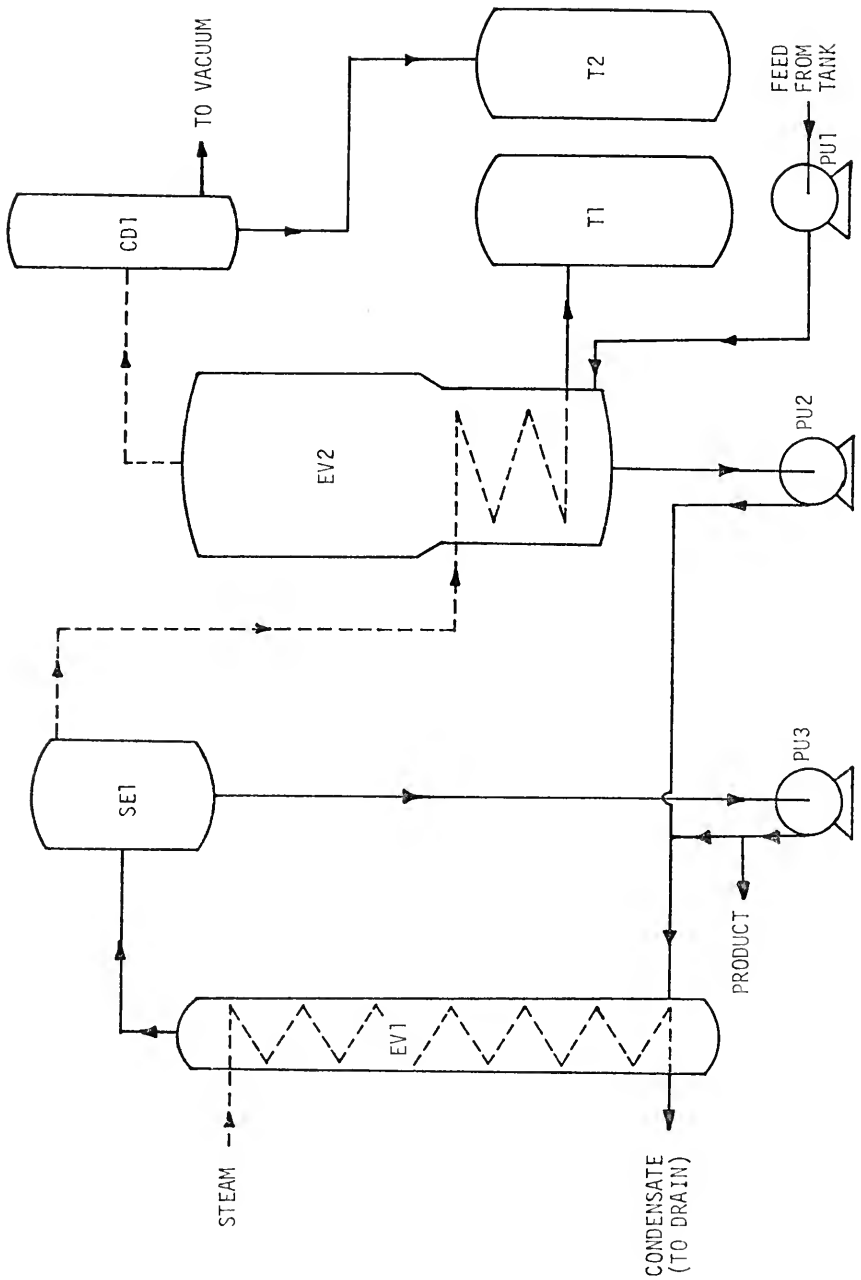 TO VACUUM
CD1
T2
T1
FEED
FROM
TANK
PU1
EV2
PU2
SE1
PU3
PRODUCT
EV1
STEAM
CONDENSATE
(TO DRAIN)